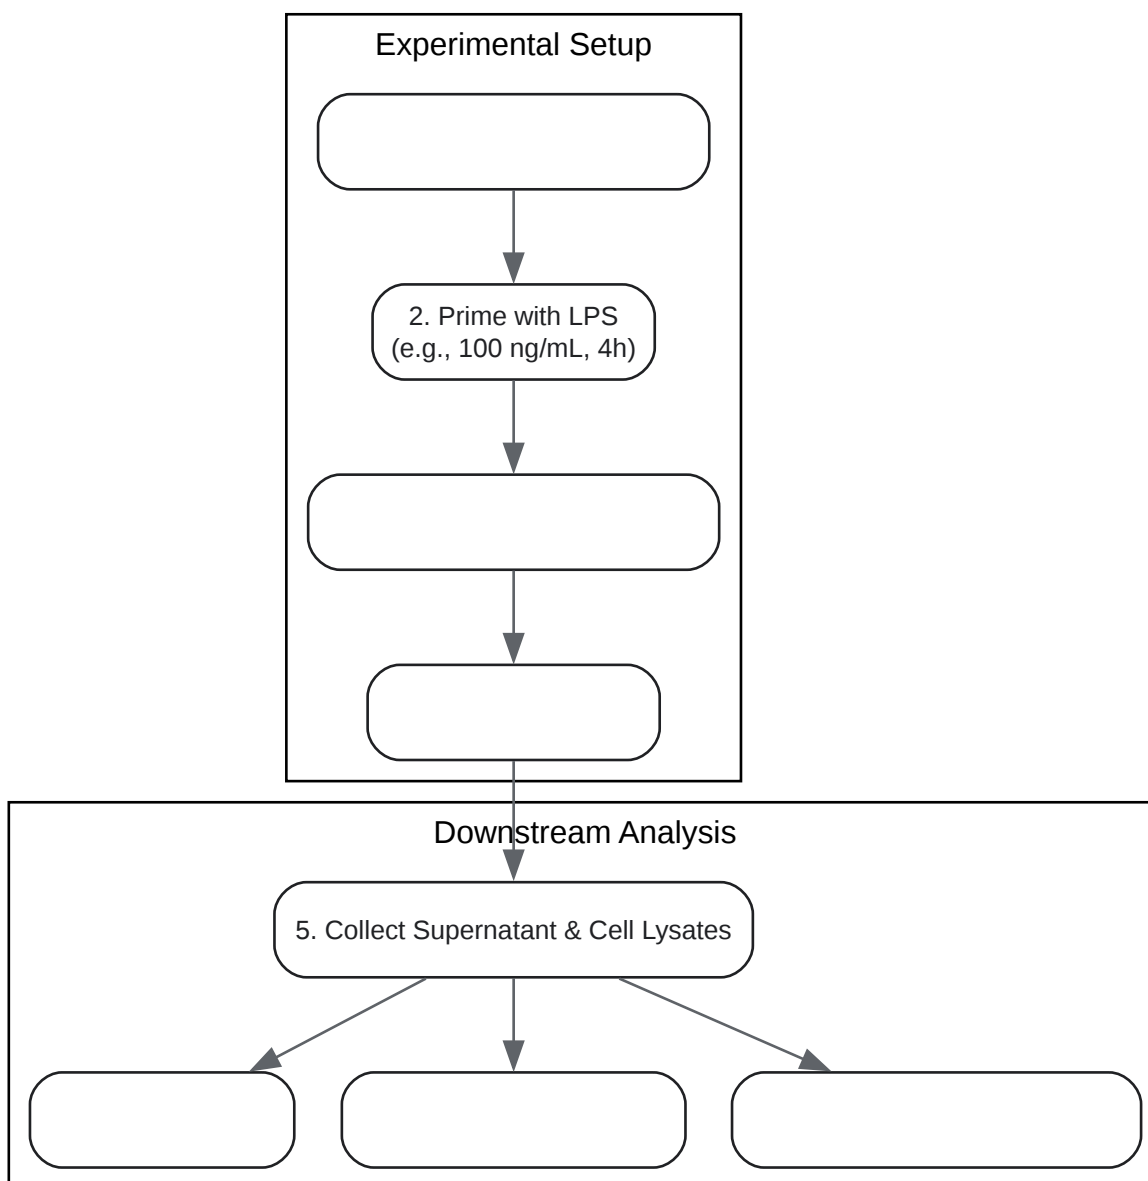 Experimental Setup
2. Prime with LPS
(e.g., 100 ng/mL, 4h)
Downstream Analysis
5. Collect Supernatant & Cell Lysates